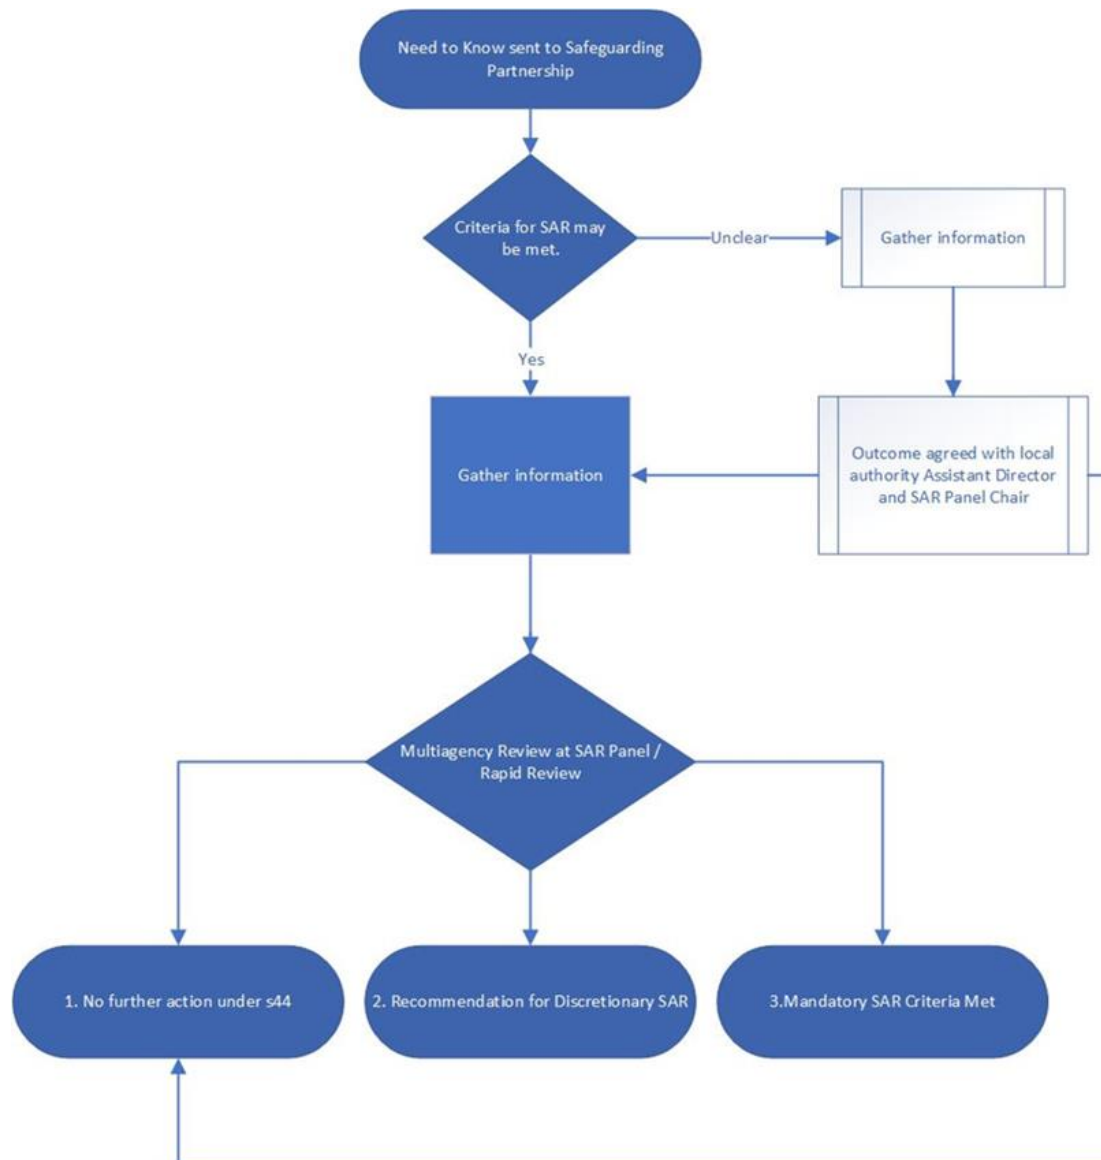 Need to Know sent to Safeguarding
Partnership
Criteria for SAR may
be met.
Unclear
Gather information
Yes
Gather information
Outcome agreed with local
authority Assistant Director
and SAR Panel Chair
Multiagency Review at SAR Panel /
Rapid Review
1. No further action under s44
2. Recommendation for Discretionary SAR
3.Mandatory SAR Criteria Met